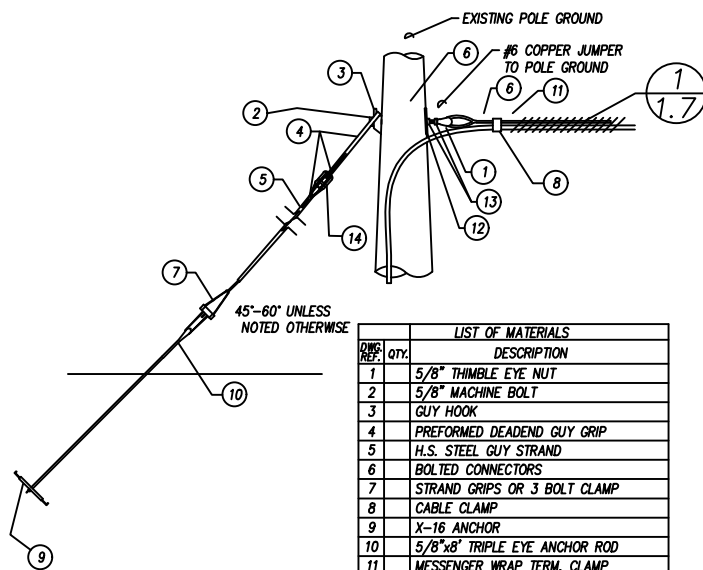 EXISTING POLE GROUND
#6 COPPER JUMPER
TO POLE GROUND
6
3
2
4
5
14
7
6
11
1
1.7
1
8
13
12
45°-60° UNLESS
NOTED OTHERWISE
10
9
LIST OF MATERIALS
DWG. REF. QTY. DESCRIPTION
1 5/8" THIMBLE EYE NUT
2 5/8" MACHINE BOLT
3 GUY HOOK
4 PREFORMED DEADEND GUY GRIP
5 H.S. STEEL GUY STRAND
6 BOLTED CONNECTORS
7 STRAND GRIPS OR 3 BOLT CLAMP
8 CABLE CLAMP
9 X-16 ANCHOR
10 5/8"x8' TRIPLE EYE ANCHOR ROD
11 MESSENGER WRAP TERM. CLAMP